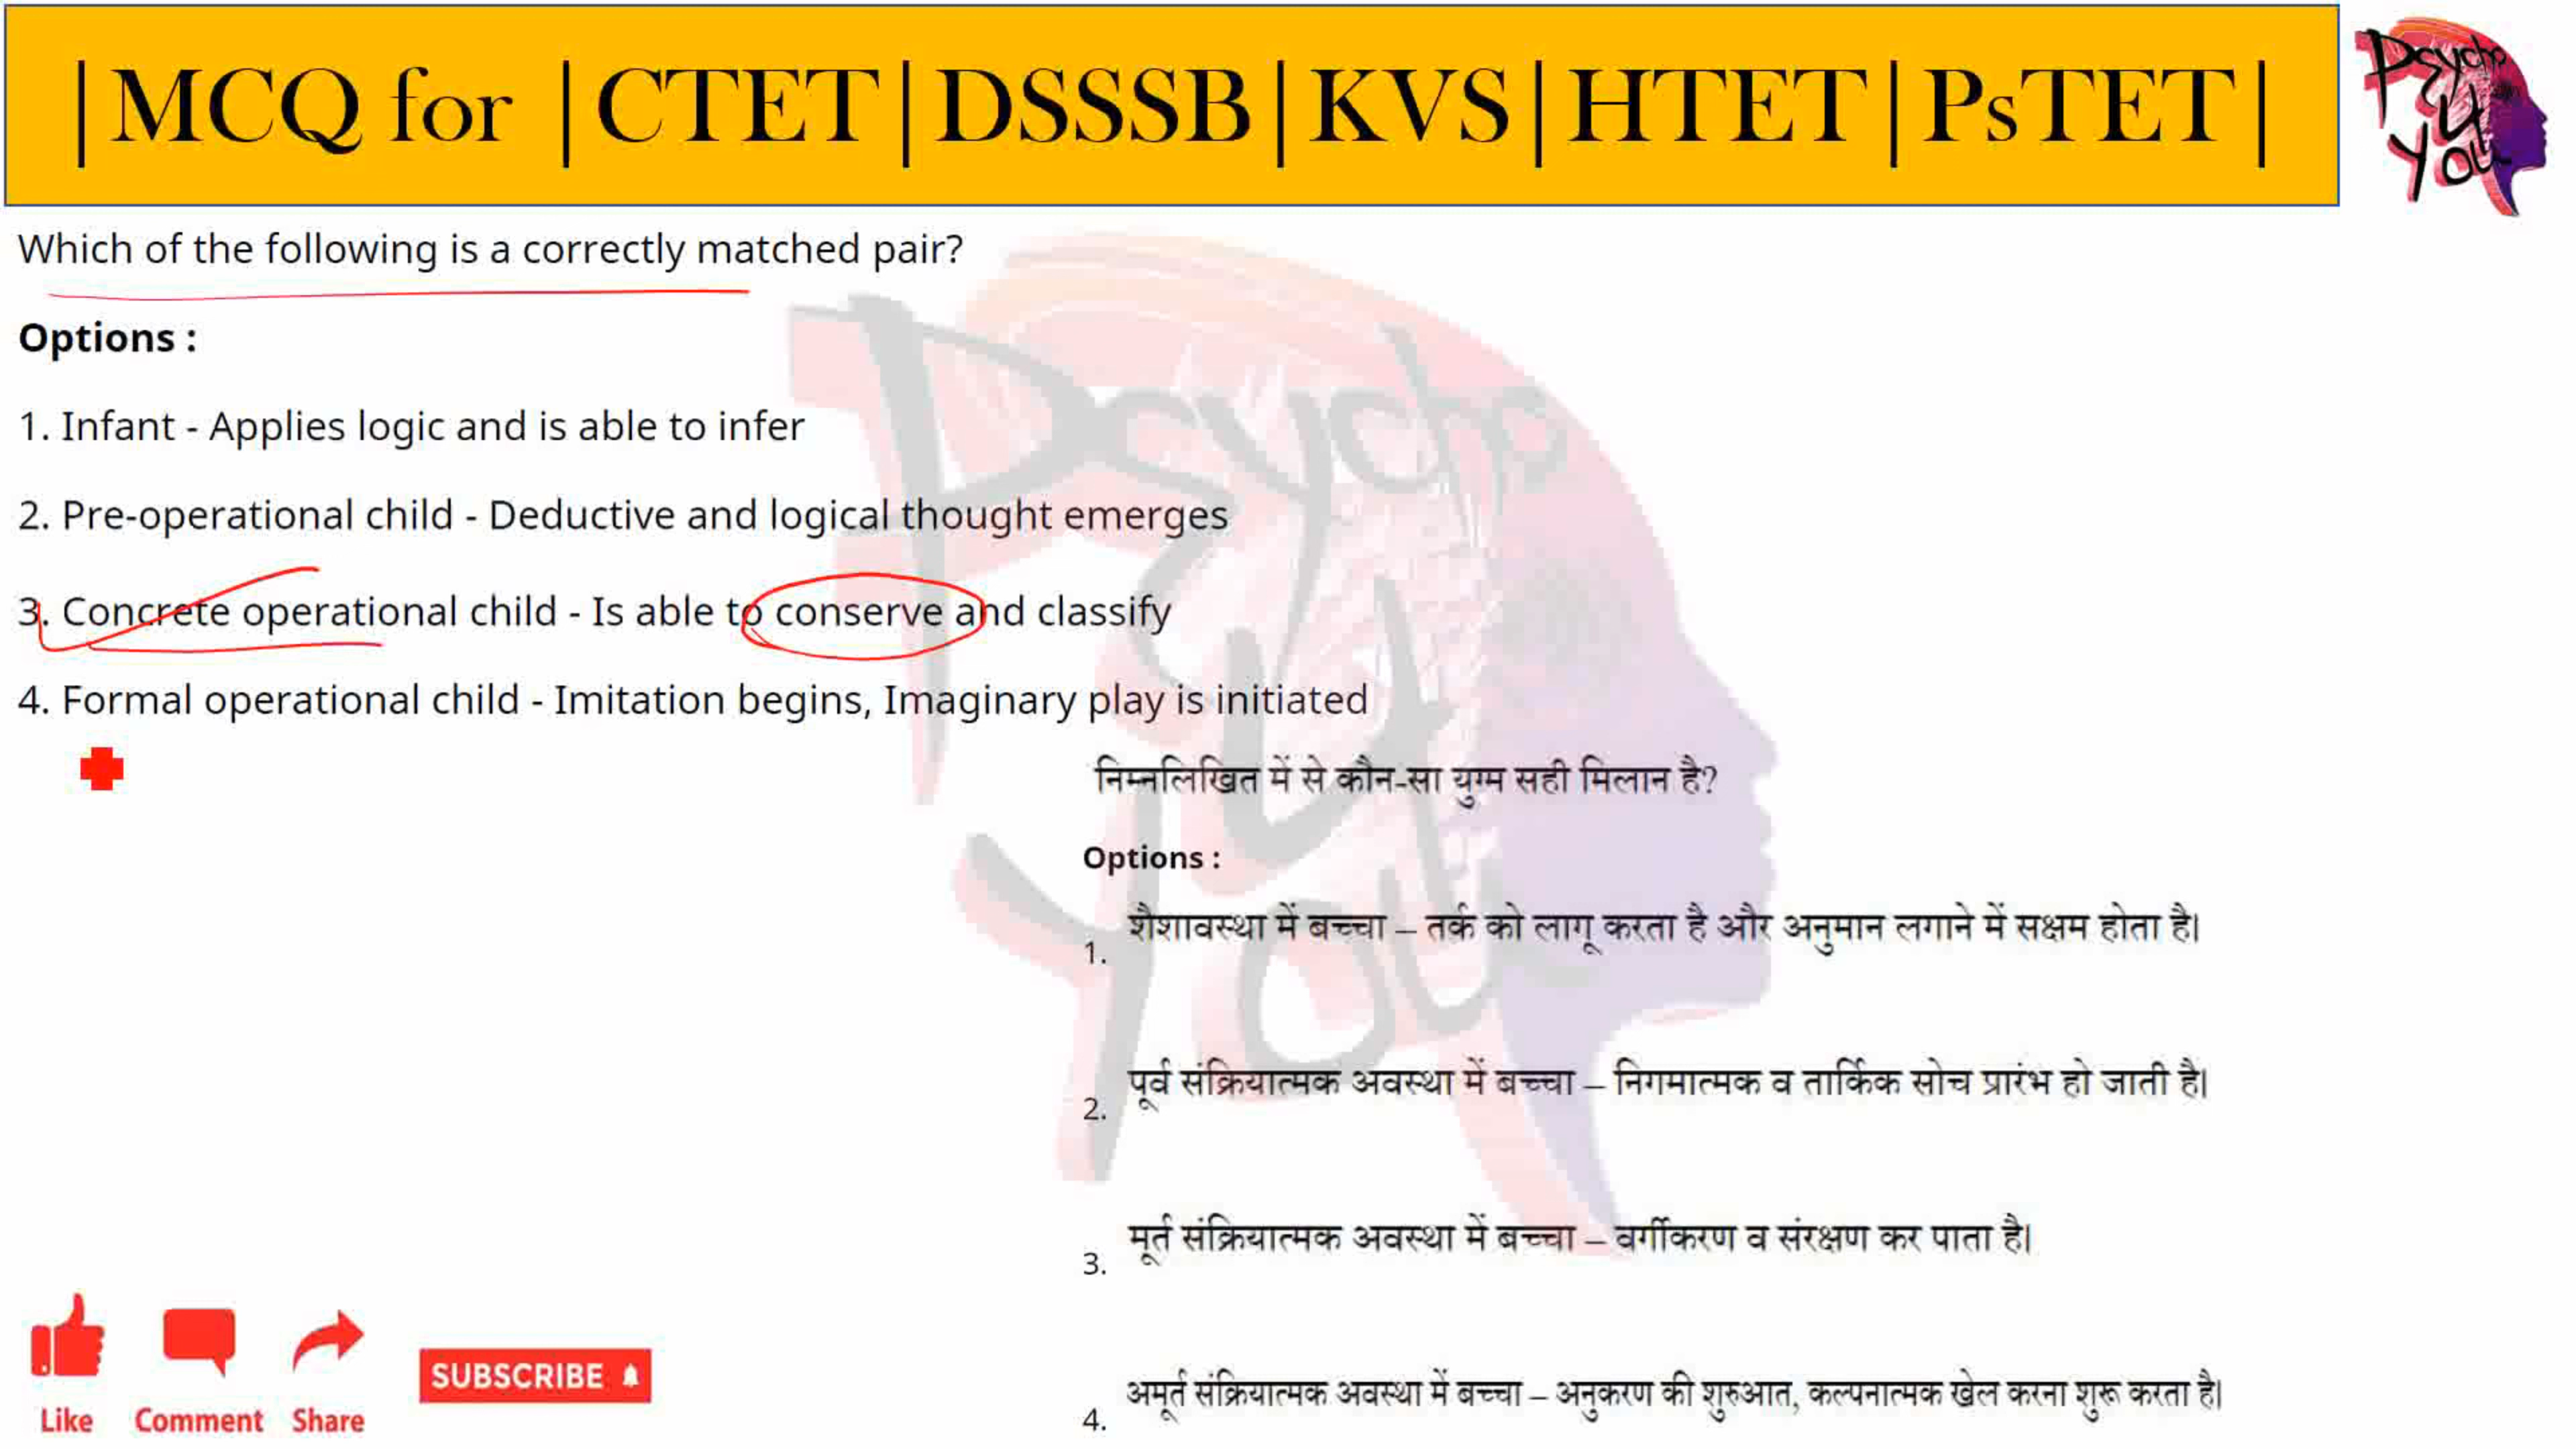 |MCQ for |CTET|DSSSB|KVS|HTET|PsTET|
Psycho
4
You
Which of the following is a correctly matched pair?
Options :
1. Infant - Applies logic and is able to infer
2. Pre-operational child - Deductive and logical thought emerges
3. Concrete operational child - Is able to conserve and classify
4. Formal operational child - Imitation begins, Imaginary play is initiated
निम्नलिखित में से कौन-सा युग्म सही मिलान है?
Options :
1. शैशावस्था में बच्चा – तर्क को लागू करता है और अनुमान लगाने में सक्षम होता है।
2. पूर्व संक्रियात्मक अवस्था में बच्चा – निगमात्मक व तार्किक सोच प्रारंभ हो जाती है।
3. मूर्त संक्रियात्मक अवस्था में बच्चा – वर्गीकरण व संरक्षण कर पाता है।
4. अमूर्त संक्रियात्मक अवस्था में बच्चा – अनुकरण की शुरुआत, कल्पनात्मक खेल करना शुरू करता है।
SUBSCRIBE
Like Comment Share